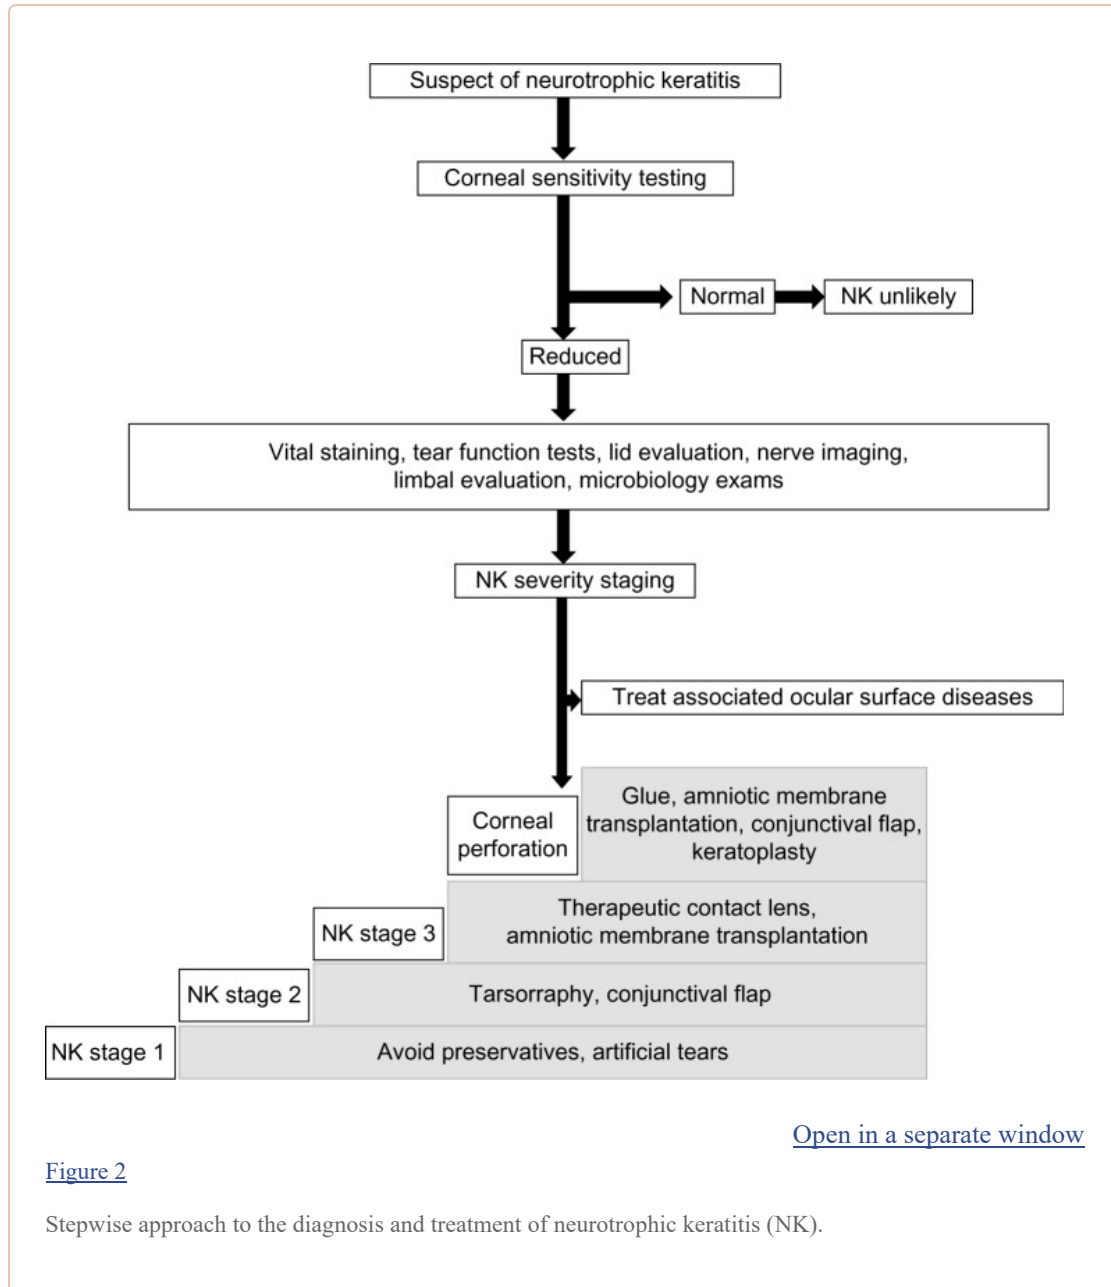 Suspect of neurotrophic keratitis
Corneal sensitivity testing
Normal
NK unlikely
Reduced
Vital staining, tear function tests, lid evaluation, nerve imaging,
limbal evaluation, microbiology exams
NK severity staging
Treat associated ocular surface diseases
Corneal
perforation
Glue, amniotic membrane
transplantation, conjunctival flap,
keratoplasty
NK stage 3
Therapeutic contact lens,
amniotic membrane transplantation
NK stage 2
Tarsorraphy, conjunctival flap
NK stage 1
Avoid preservatives, artificial tears
Open in a separate window
Figure 2
Stepwise approach to the diagnosis and treatment of neurotrophic keratitis (NK).